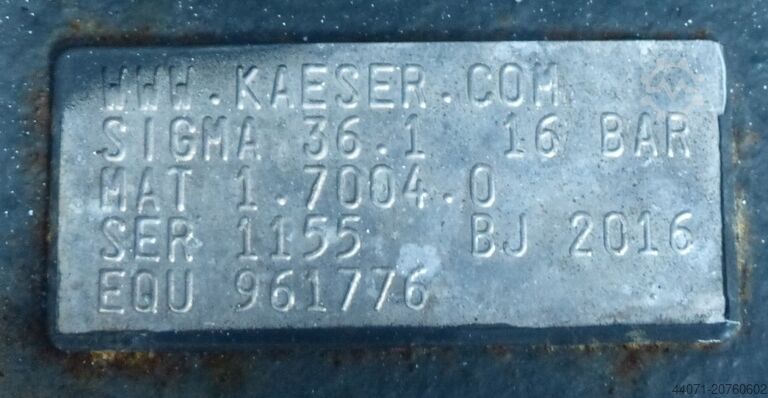 WWW.KAESER.COM
SIGMA 36.1 16 BAR
MAT 1.7004.0
SER 1155 BJ 2016
EQU 961776
44071-20760602